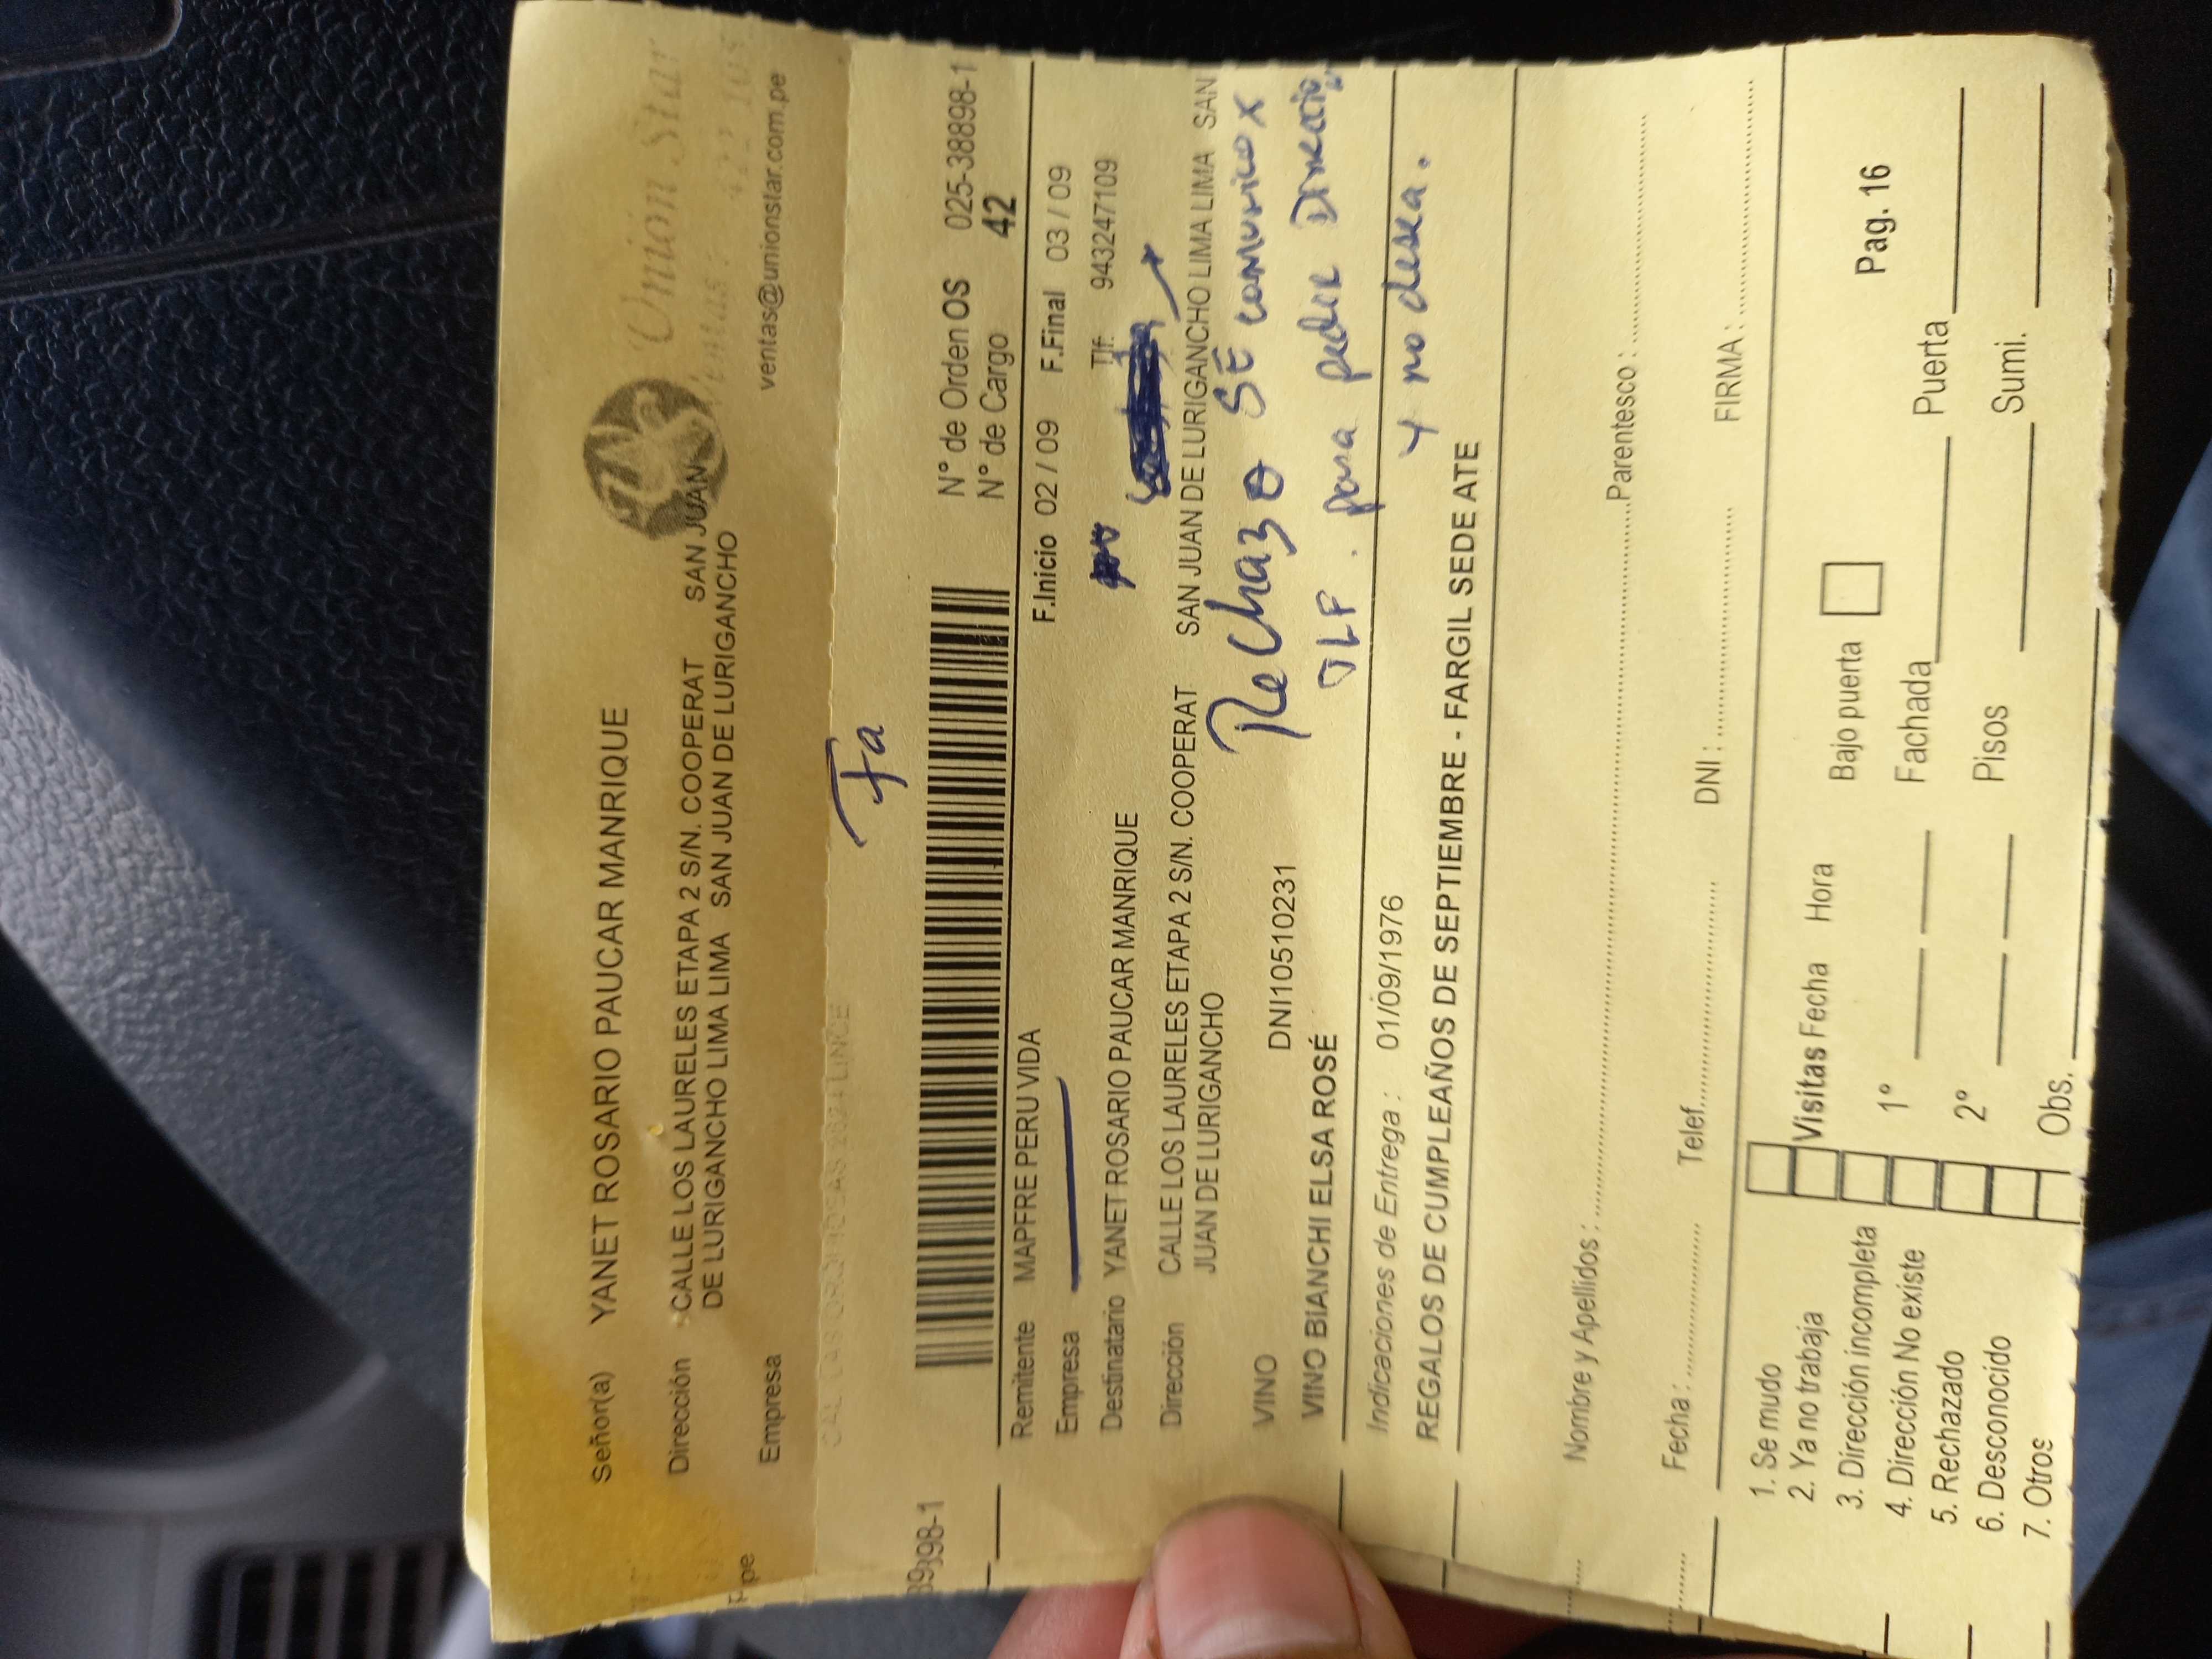 Señor(a) YANET ROSARIO PAUCAR MANRIQUE
Union Star
Dirección CALLE LOS LAURELES ETAPA 2 S/N. COOPERAT SAN JUAN
DE LURIGANCHO LIMA LIMA SAN JUAN DE LURIGANCHO
Empresa
ventas@unionstar.com.pe
Fa
N° de Orden OS 025-38898-1
N° de Cargo 42
Remitente MAPFRE PERU VIDA F.Inicio 02 / 09 F.Final 03 / 09
Empresa
Destinatario YANET ROSARIO PAUCAR MANRIQUE Tlf: 943247109
Dirección CALLE LOS LAURELES ETAPA 2 S/N. COOPERAT SAN JUAN DE LURIGANCHO LIMA LIMA SAN
JUAN DE LURIGANCHO
ReChazo SE comunico x
TLF. para pedir Direccion
y no desea.
VINO DNI10510231
VINO BIANCHI ELSA ROSÉ
Indicaciones de Entrega : 01/09/1976
REGALOS DE CUMPLEAÑOS DE SEPTIEMBRE - FARGIL SEDE ATE
Nombre y Apellidos : Parentesco :
Fecha : Telef. DNI : FIRMA :
1. Se mudo
2. Ya no trabaja
3. Dirección incompleta
4. Dirección No existe
5. Rechazado
6. Desconocido
7. Otros
Visitas Fecha Hora Bajo puerta Pag. 16
1° Fachada Puerta
2° Pisos Sumi.
Obs.